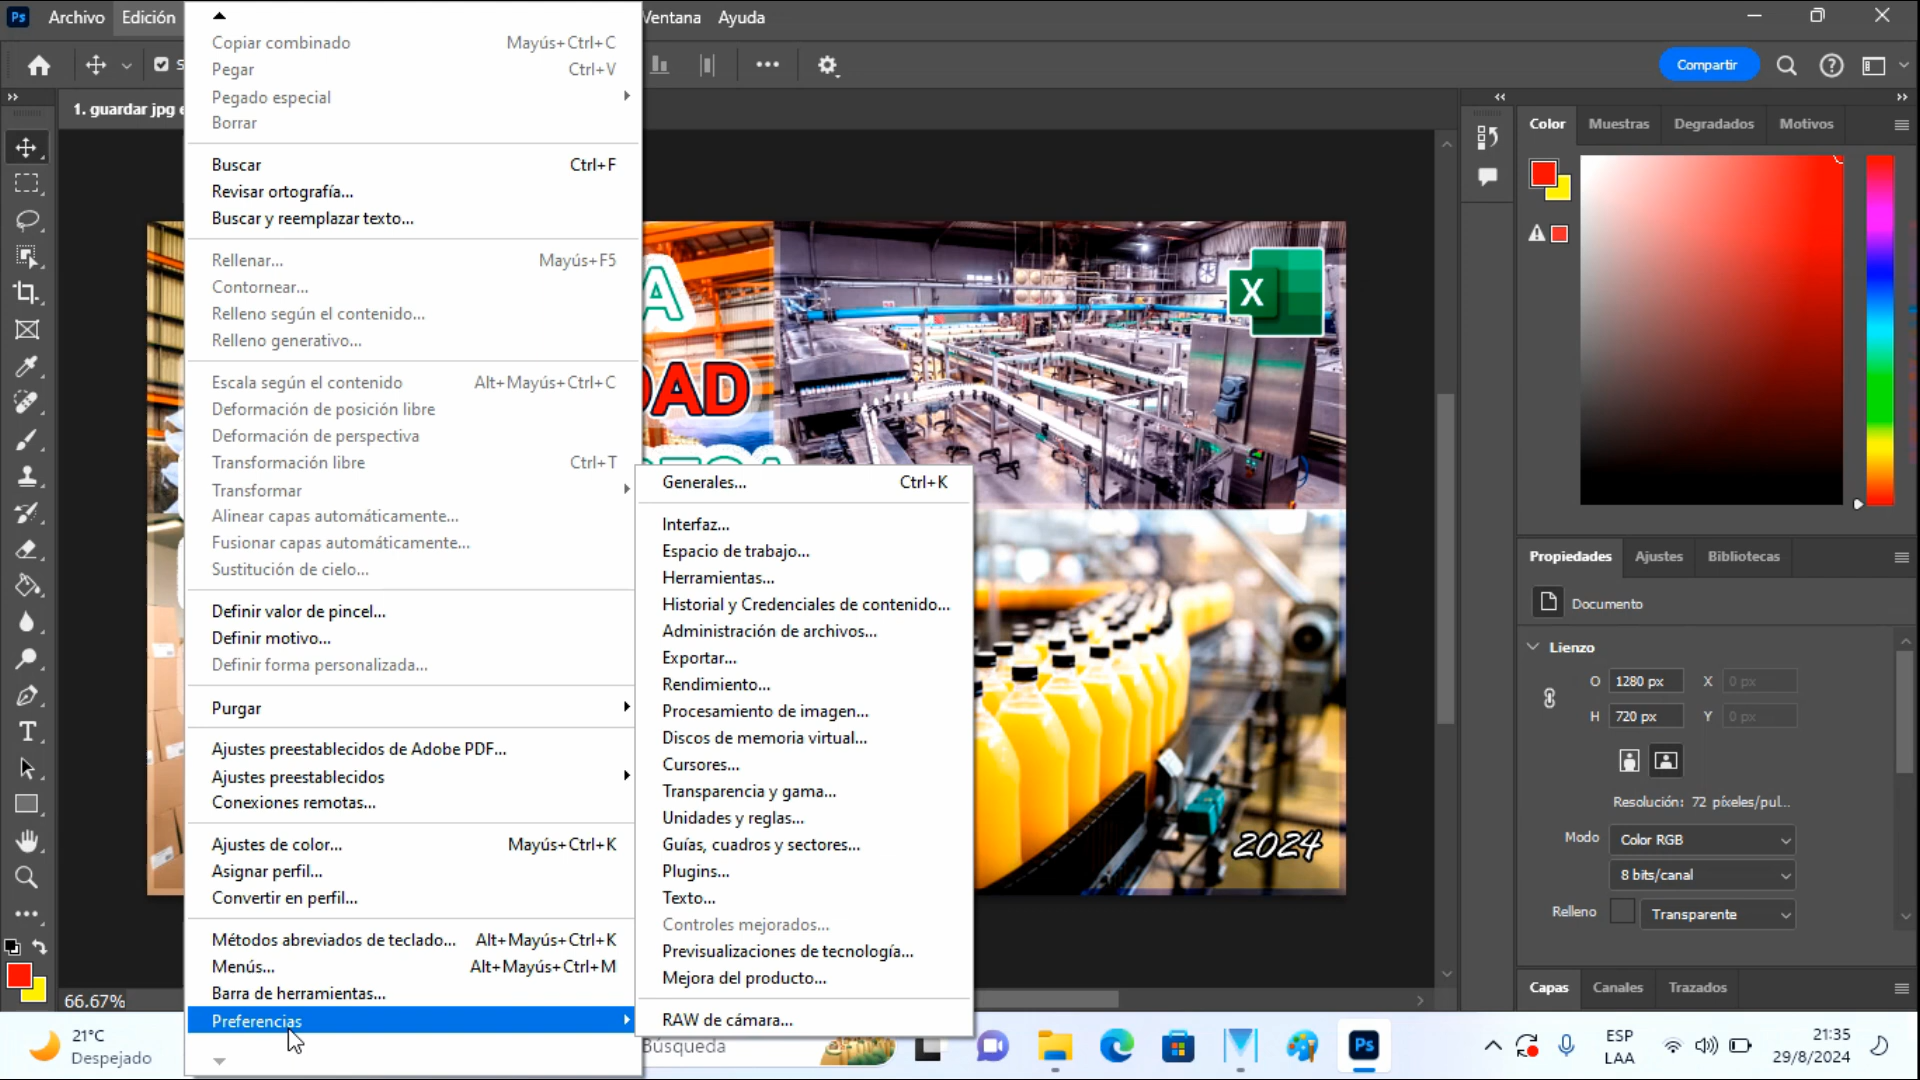 Ps Archivo Edición Ventana Ayuda
Compartir
1. guardar jpg e
Copiar combinado Mayús+Ctrl+C
Pegar Ctrl+V
Pegado especial
Borrar
Buscar Ctrl+F
Revisar ortografía...
Buscar y reemplazar texto...
Rellenar... Mayús+F5
Contornear...
Relleno según el contenido...
Relleno generativo...
Escala según el contenido Alt+Mayús+Ctrl+C
Deformación de posición libre
Deformación de perspectiva
Transformación libre Ctrl+T
Transformar
Alinear capas automáticamente...
Fusionar capas automáticamente...
Sustitución de cielo...
Definir valor de pincel...
Definir motivo...
Definir forma personalizada...
Purgar
Ajustes preestablecidos de Adobe PDF...
Ajustes preestablecidos
Conexiones remotas...
Ajustes de color... Mayús+Ctrl+K
Asignar perfil...
Convertir en perfil...
Métodos abreviados de teclado... Alt+Mayús+Ctrl+K
Menús... Alt+Mayús+Ctrl+M
Barra de herramientas...
Preferencias
Generales... Ctrl+K
Interfaz...
Espacio de trabajo...
Herramientas...
Historial y Credenciales de contenido...
Administración de archivos...
Exportar...
Rendimiento...
Procesamiento de imagen...
Discos de memoria virtual...
Cursores...
Transparencia y gama...
Unidades y reglas...
Guías, cuadros y sectores...
Plugins...
Texto...
Controles mejorados...
Previsualizaciones de tecnología...
Mejora del producto...
RAW de cámara...
A
DAD
X
2024
Color Muestras Degradados Motivos
Propiedades Ajustes Bibliotecas
Documento
Lienzo
O 1280 px X 0 px
H 720 px Y 0 px
Resolución: 72 píxeles/pul...
Modo Color RGB
8 bits/canal
Relleno Transparente
Capas Canales Trazados
66.67%
21°C
Despejado
Búsqueda
Ps
ESP
LAA
21:35
29/8/2024